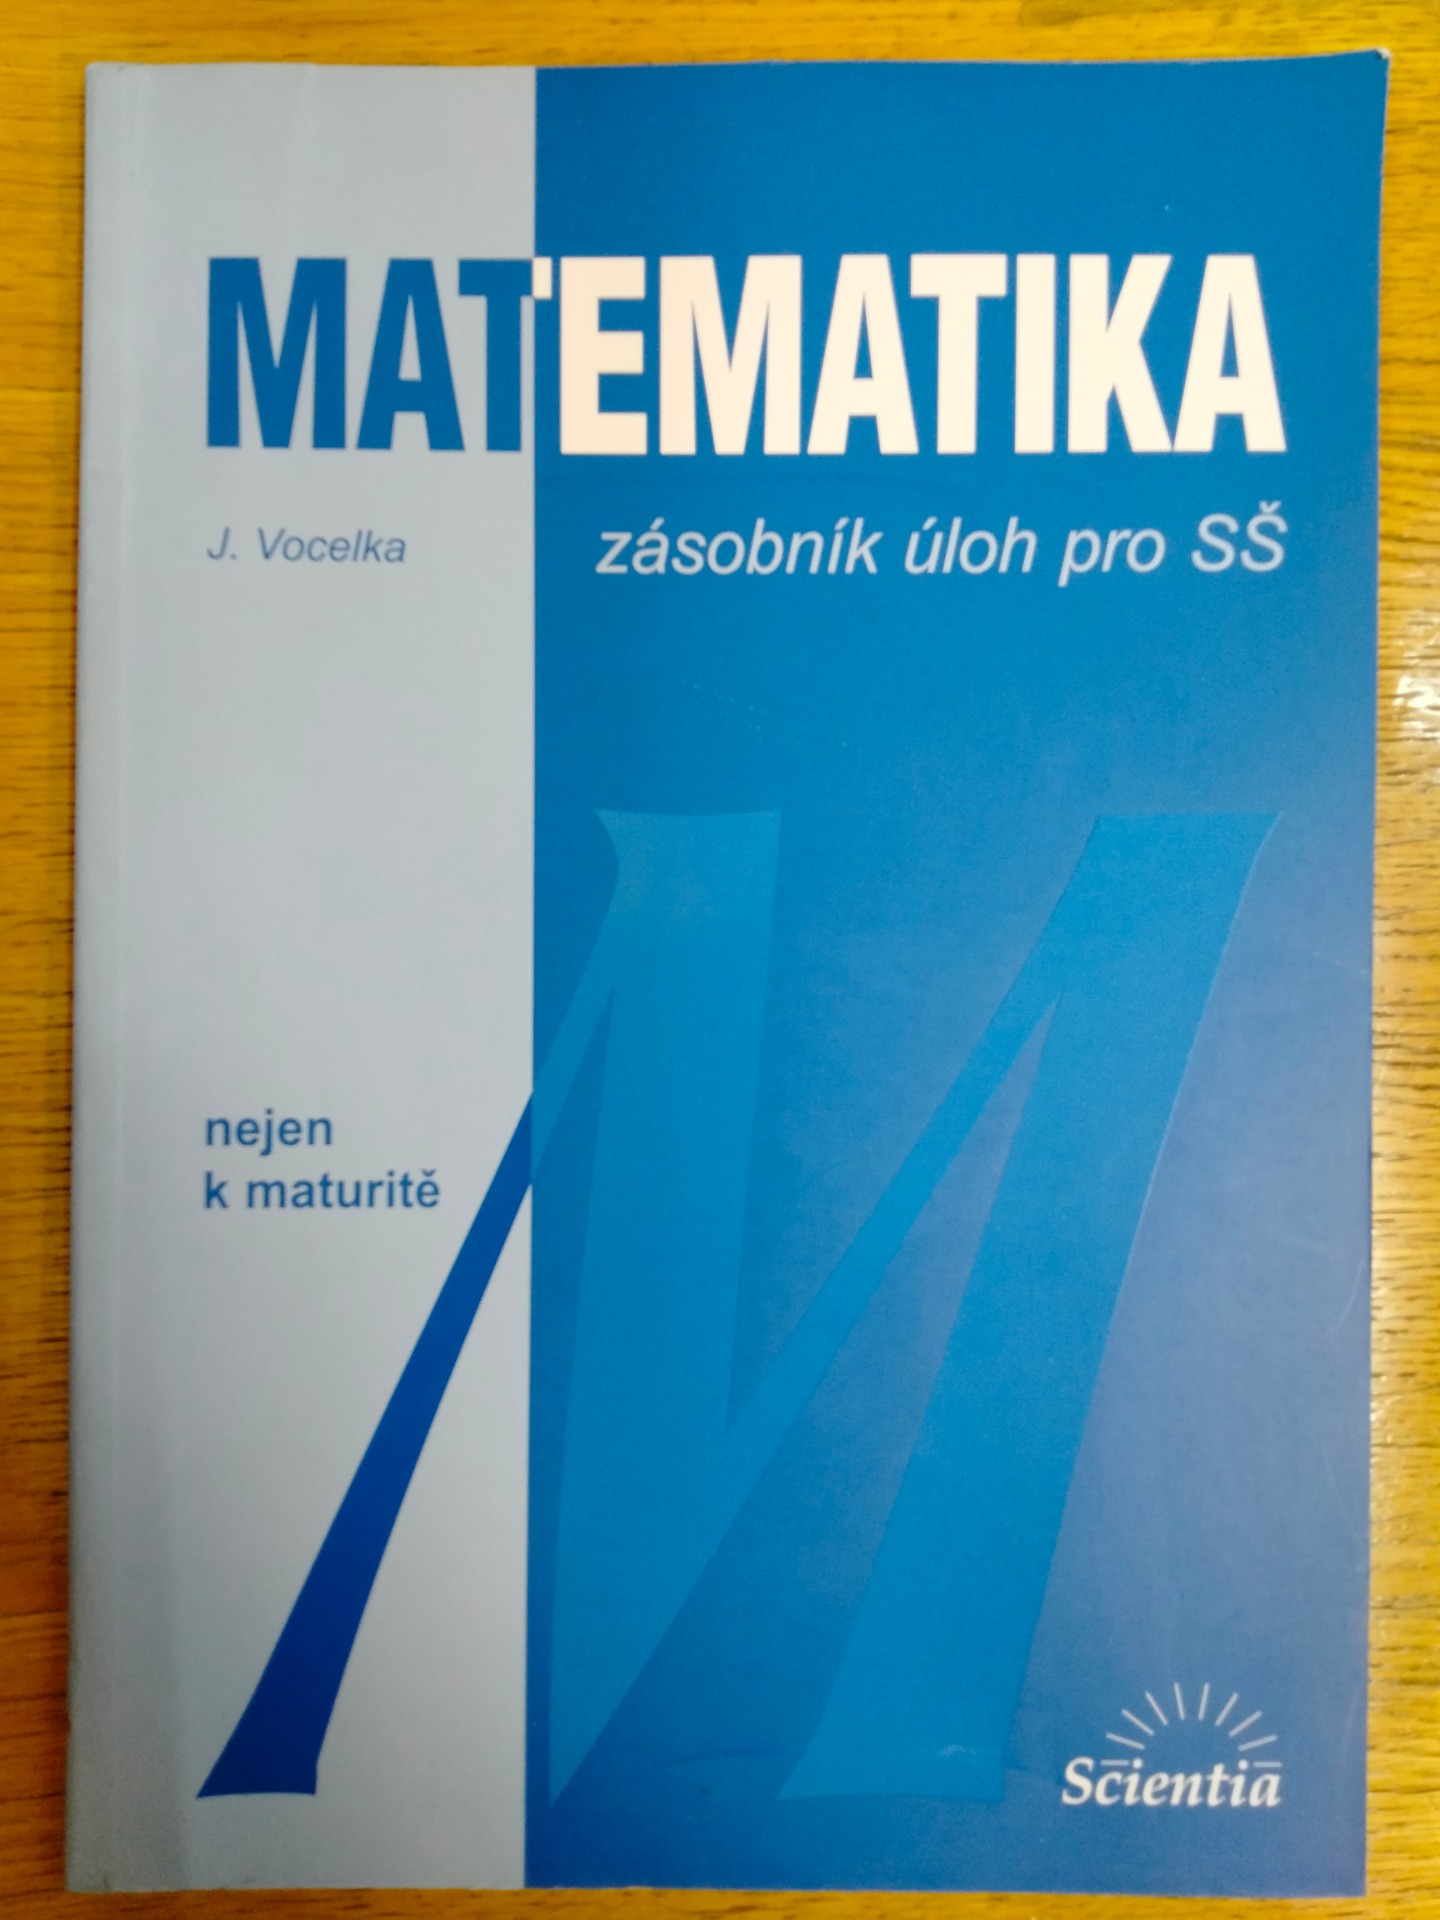 MATEMATIKA
J. Vocelka
zásobník úloh pro SŠ
nejen
k maturitě
Scientia